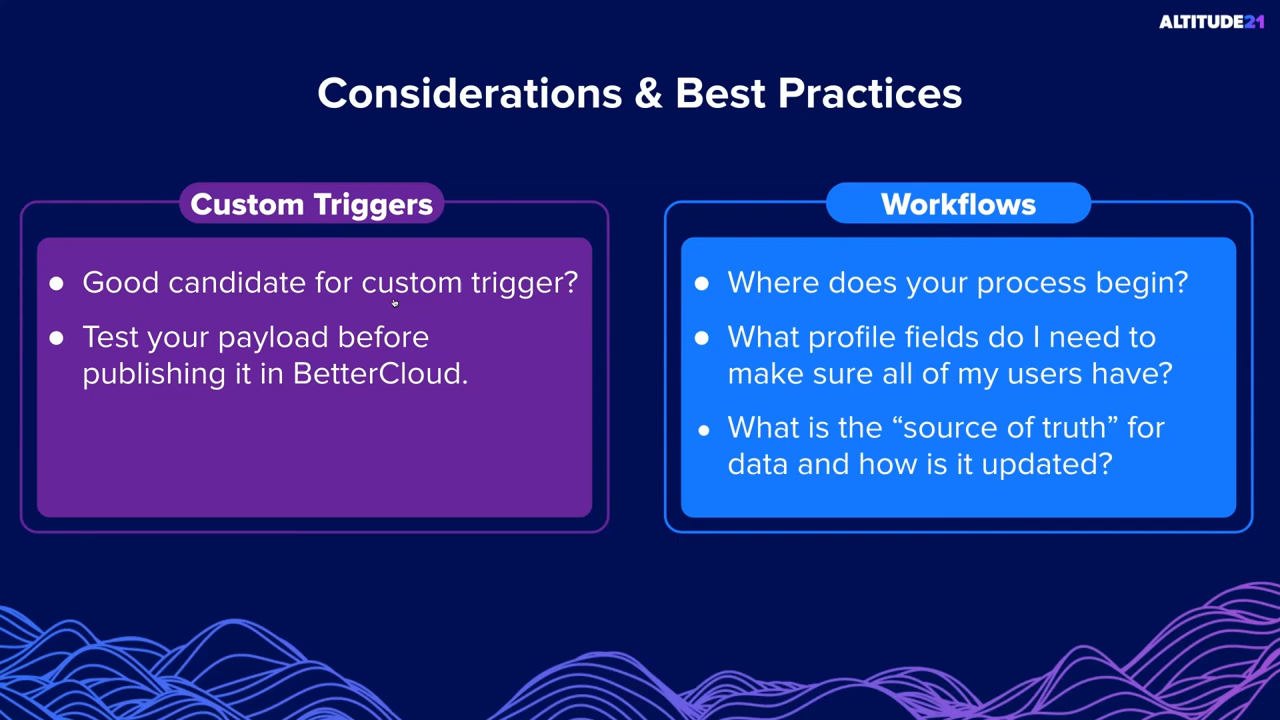 ALTITUDE21
Considerations & Best Practices
Custom Triggers
● Good candidate for custom trigger?
● Test your payload before
publishing it in BetterCloud.
Workflows
● Where does your process begin?
● What profile fields do I need to
make sure all of my users have?
● What is the “source of truth” for
data and how is it updated?